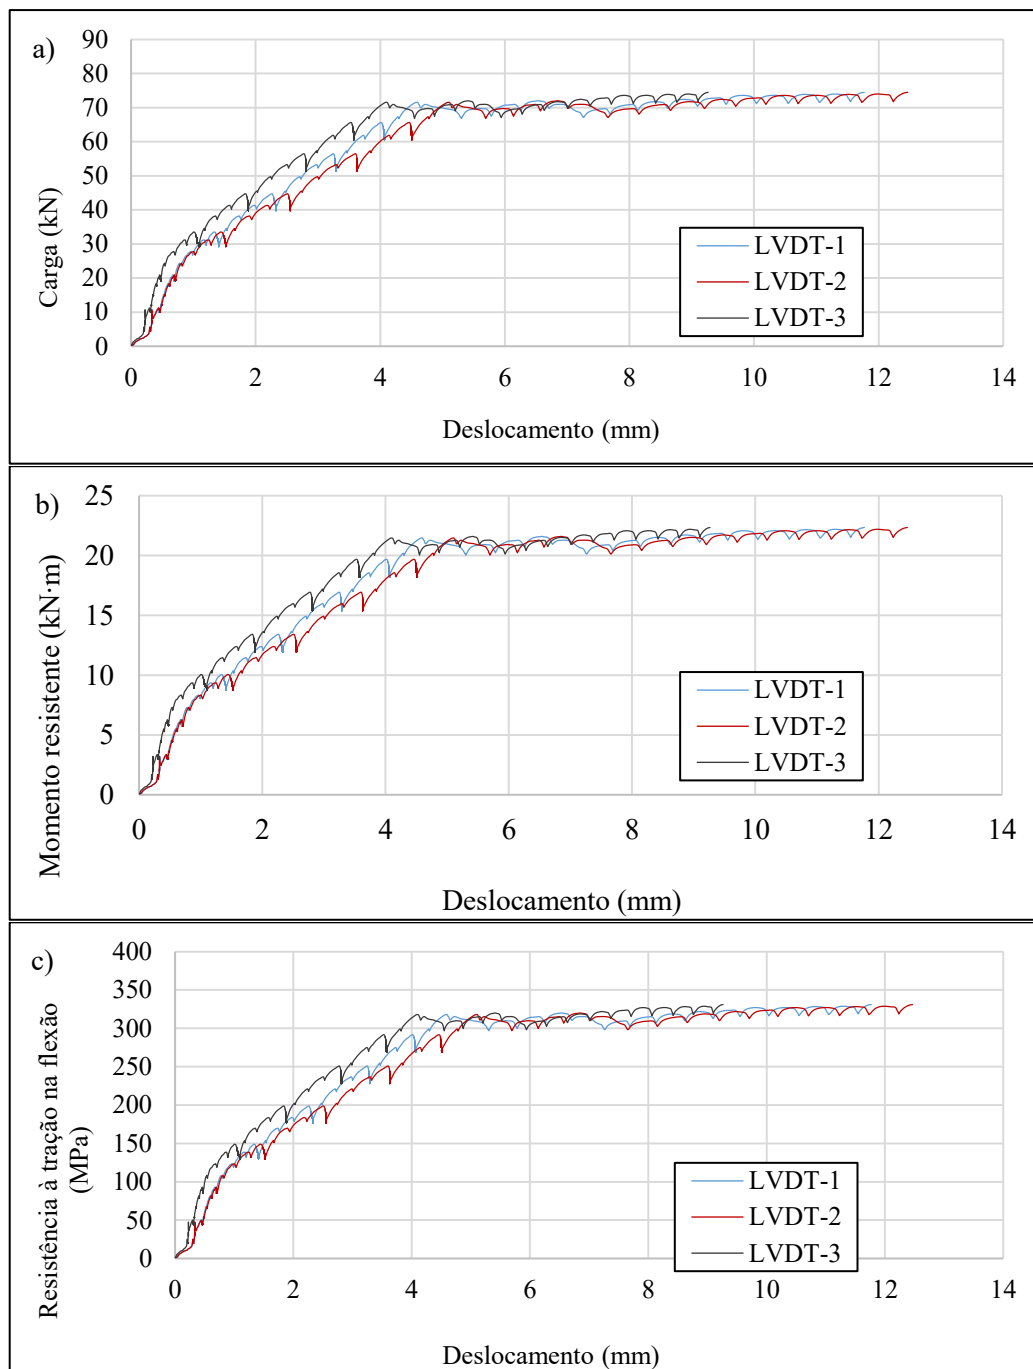 a)
90
80
70
60
50
40
30
20
10
0
Carga (kN)
LVDT-1
LVDT-2
LVDT-3
0 2 4 6 8 10 12 14
Deslocamento (mm)
b)
25
20
15
10
5
0
Momento resistente (kN·m)
LVDT-1
LVDT-2
LVDT-3
0 2 4 6 8 10 12 14
Deslocamento (mm)
c)
400
350
300
250
200
150
100
50
0
Resistência à tração na flexão
(MPa)
LVDT-1
LVDT-2
LVDT-3
0 2 4 6 8 10 12 14
Deslocamento (mm)